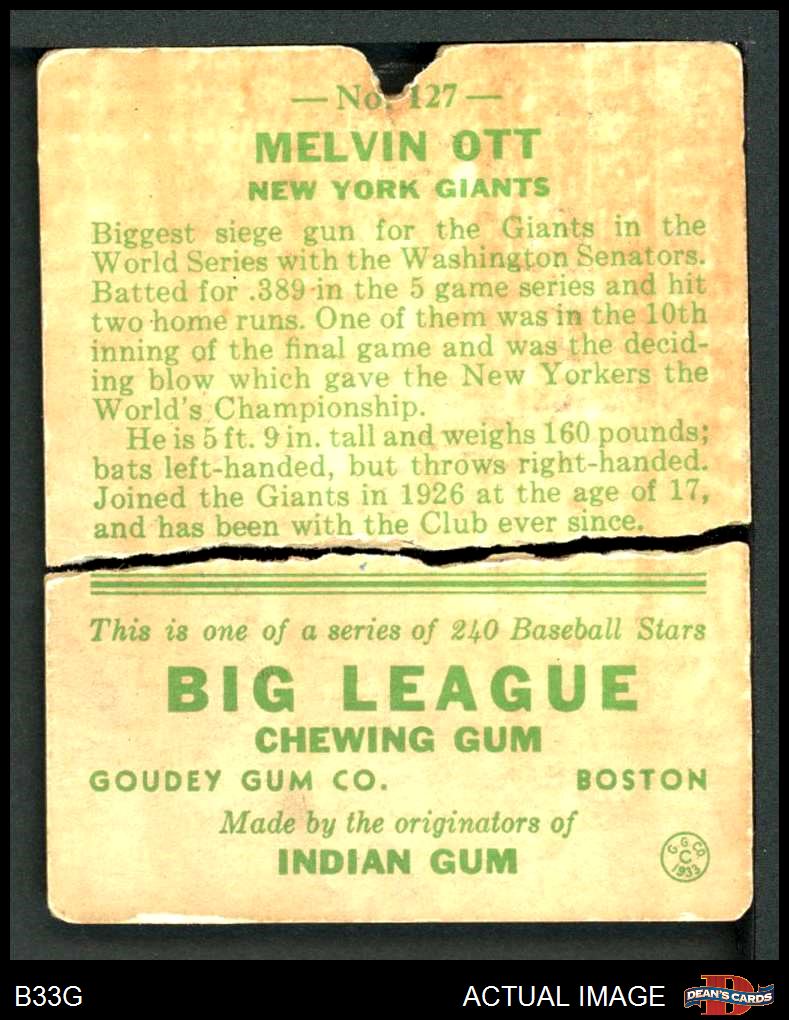 — No. 127 —
MELVIN OTT
NEW YORK GIANTS
Biggest siege gun for the Giants in the
World Series with the Washington Senators.
Batted for .389 in the 5 game series and hit
two home runs. One of them was in the 10th
inning of the final game and was the decid-
ing blow which gave the New Yorkers the
World's Championship.
He is 5 ft. 9 in. tall and weighs 160 pounds;
bats left-handed, but throws right-handed.
Joined the Giants in 1926 at the age of 17,
and has been with the Club ever since.
This is one of a series of 240 Baseball Stars
BIG LEAGUE
CHEWING GUM
GOUDEY GUM CO. BOSTON
Made by the originators of
INDIAN GUM
G. G. CO.
C
1933
B33G
ACTUAL IMAGE
D
DEAN'S CARDS